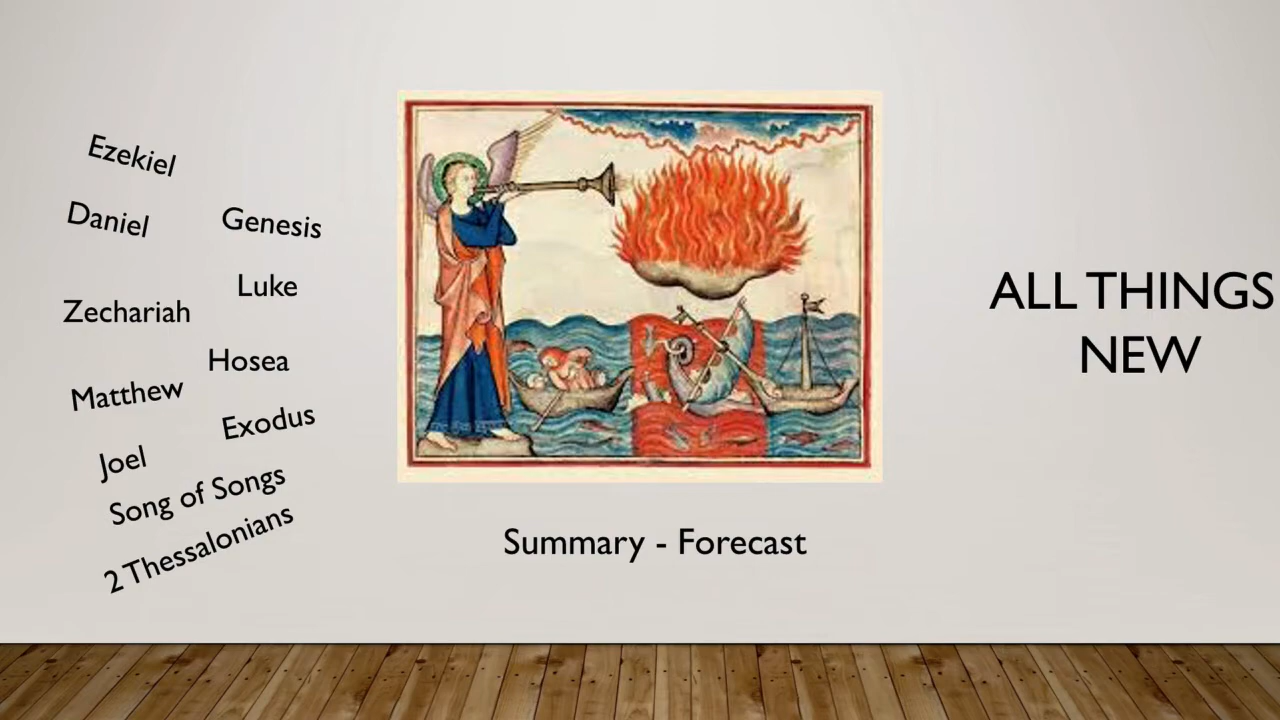 Ezekiel
Daniel
Genesis
Luke
Zechariah
Hosea
Matthew
Exodus
Joel
Song of Songs
2 Thessalonians
Summary - Forecast
ALL THINGS
NEW